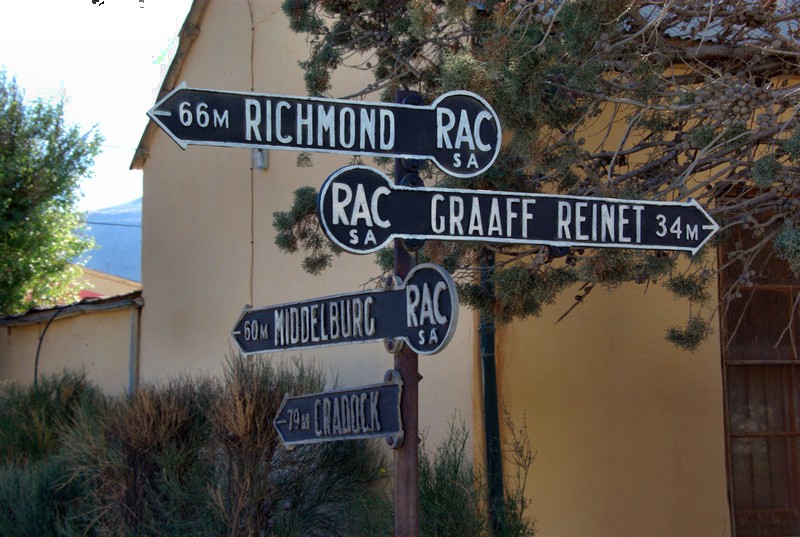 66M RICHMOND RAC
SA
RAC GRAAFF REINET 34M
SA
60M MIDDELBURG RAC
SA
79M CRADOCK